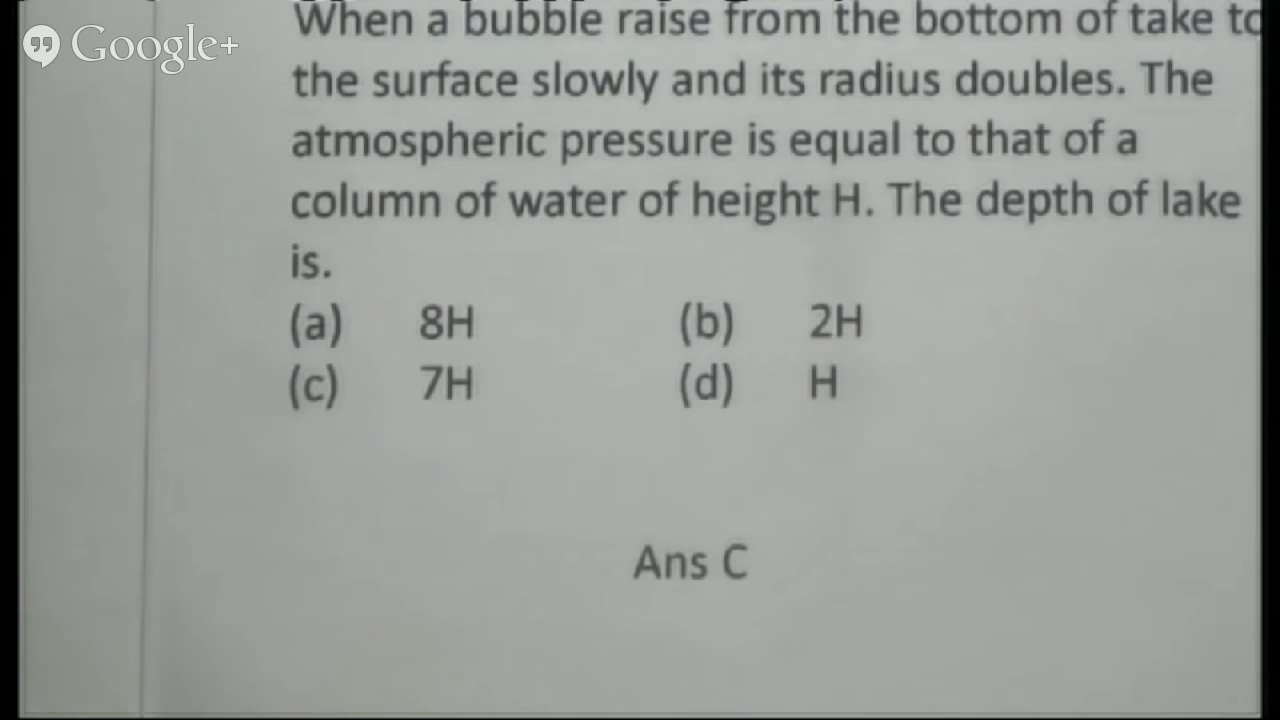 Google+
When a bubble raise from the bottom of take to
the surface slowly and its radius doubles. The
atmospheric pressure is equal to that of a
column of water of height H. The depth of lake
is.
(a) 8H (b) 2H
(c) 7H (d) H
Ans C